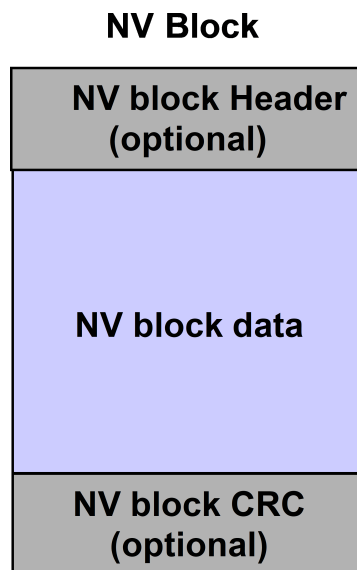 NV Block
NV block Header
(optional)
NV block data
NV block CRC
(optional)